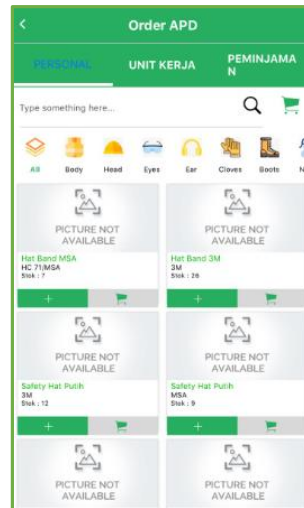 Order APD
PERSONAL UNIT KERJA PEMINJAMA
N
Type something here...
All Body Head Eyes Ear Cloves Boots N
PICTURE NOT
AVAILABLE
Hat Band MSA
HC 71/MSA
Stok : 7
PICTURE NOT
AVAILABLE
Hat Band 3M
3M
Stok : 26
PICTURE NOT
AVAILABLE
Safety Hat Putih
3M
Stok : 12
PICTURE NOT
AVAILABLE
Safety Hat Putih
MSA
Stok : 9
PICTURE NOT
AVAILABLE
PICTURE NOT
AVAILABLE